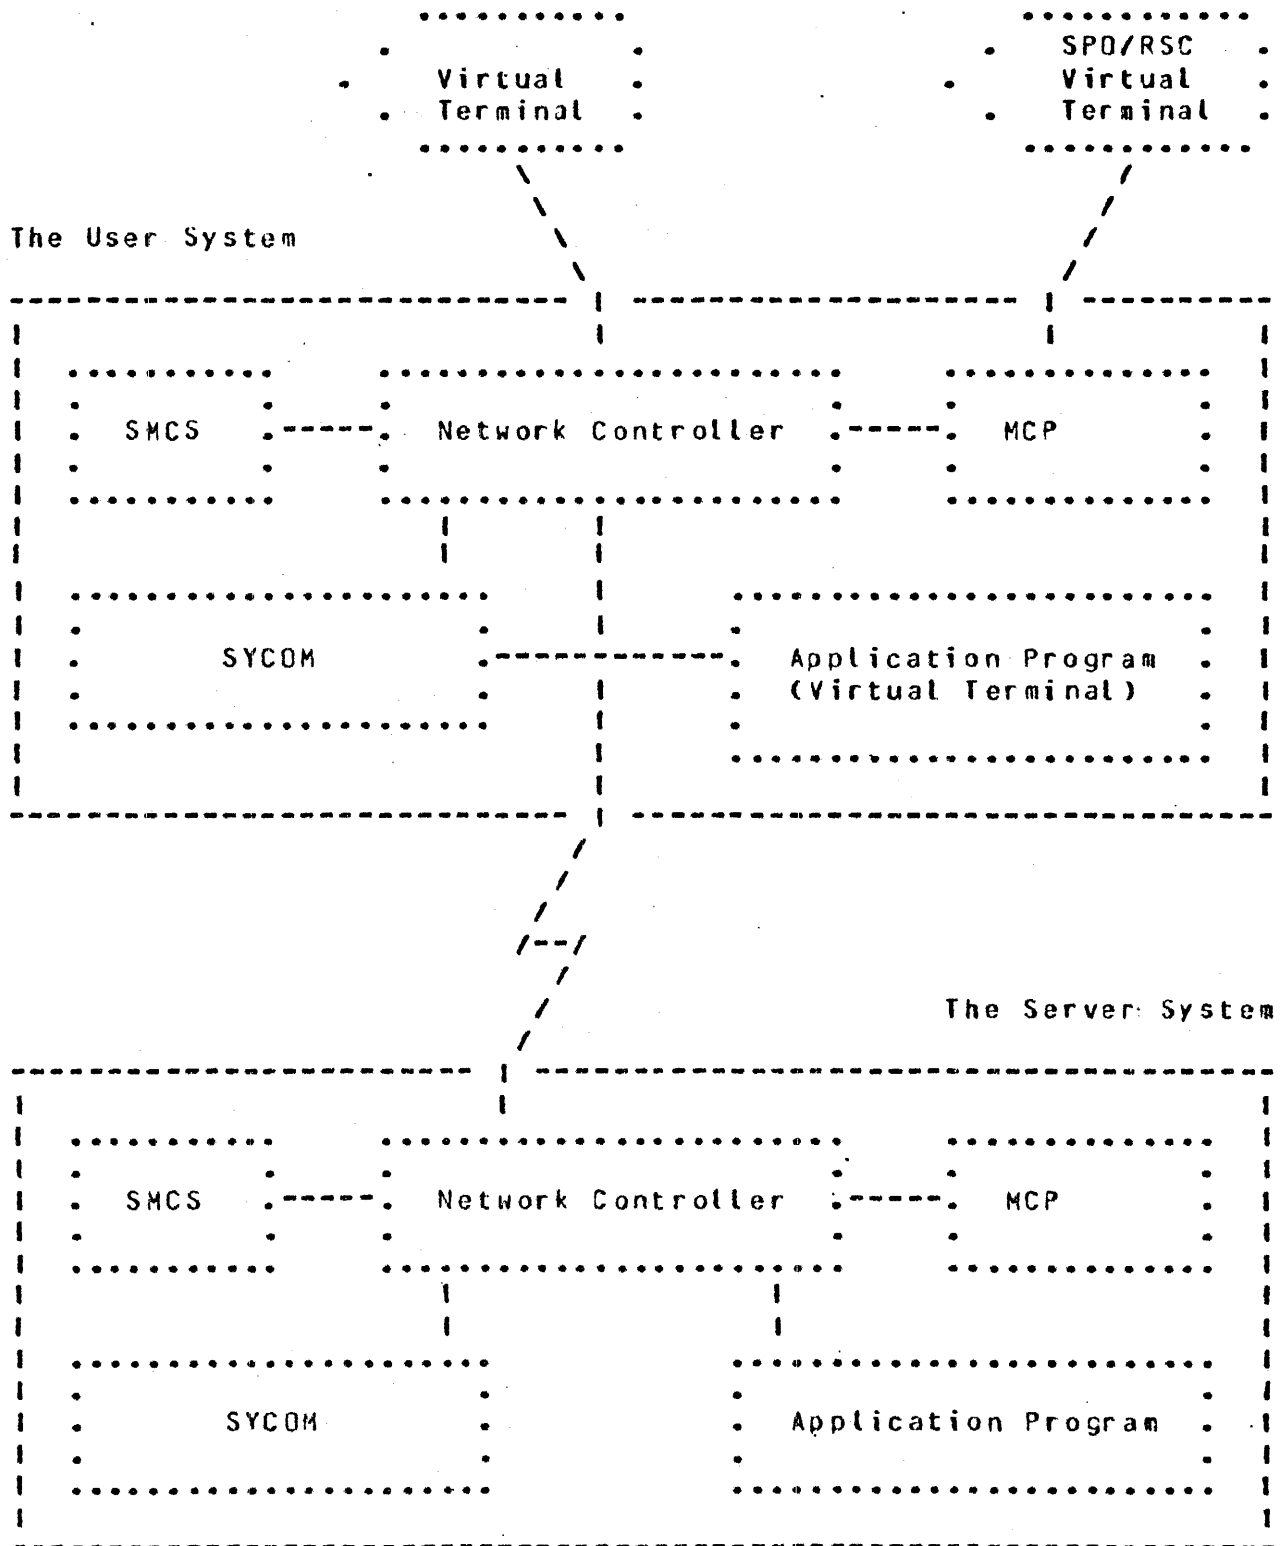 Virtual
Terminal
SPO/RSC
Virtual
Terminal
The User System
SMCS
Network Controller
MCP
SYCOM
Application Program
(Virtual Terminal)
The Server System
SMCS
Network Controller
MCP
SYCOM
Application Program